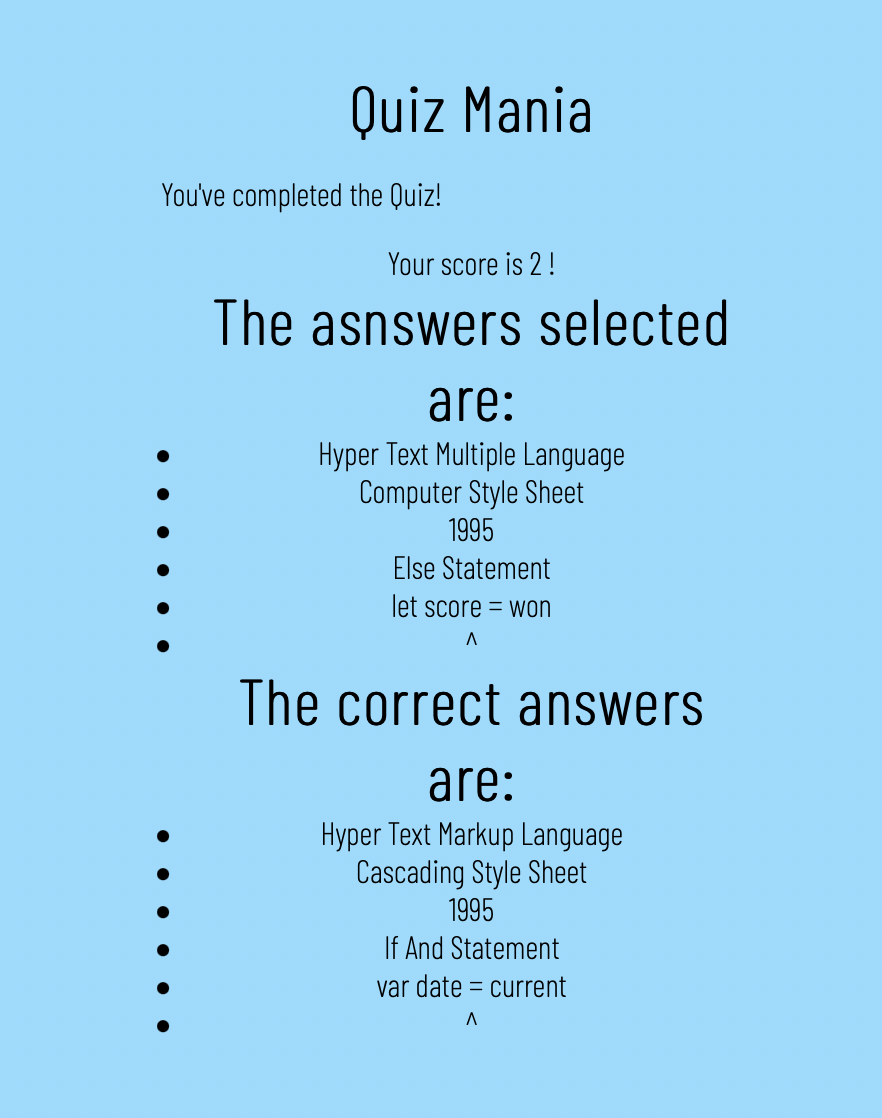 Quiz Mania
You've completed the Quiz!
Your score is 2 !
The asnswers selected
are:
Hyper Text Multiple Language
Computer Style Sheet
1995
Else Statement
let score = won
^
The correct answers
are:
Hyper Text Markup Language
Cascading Style Sheet
1995
If And Statement
var date = current
^